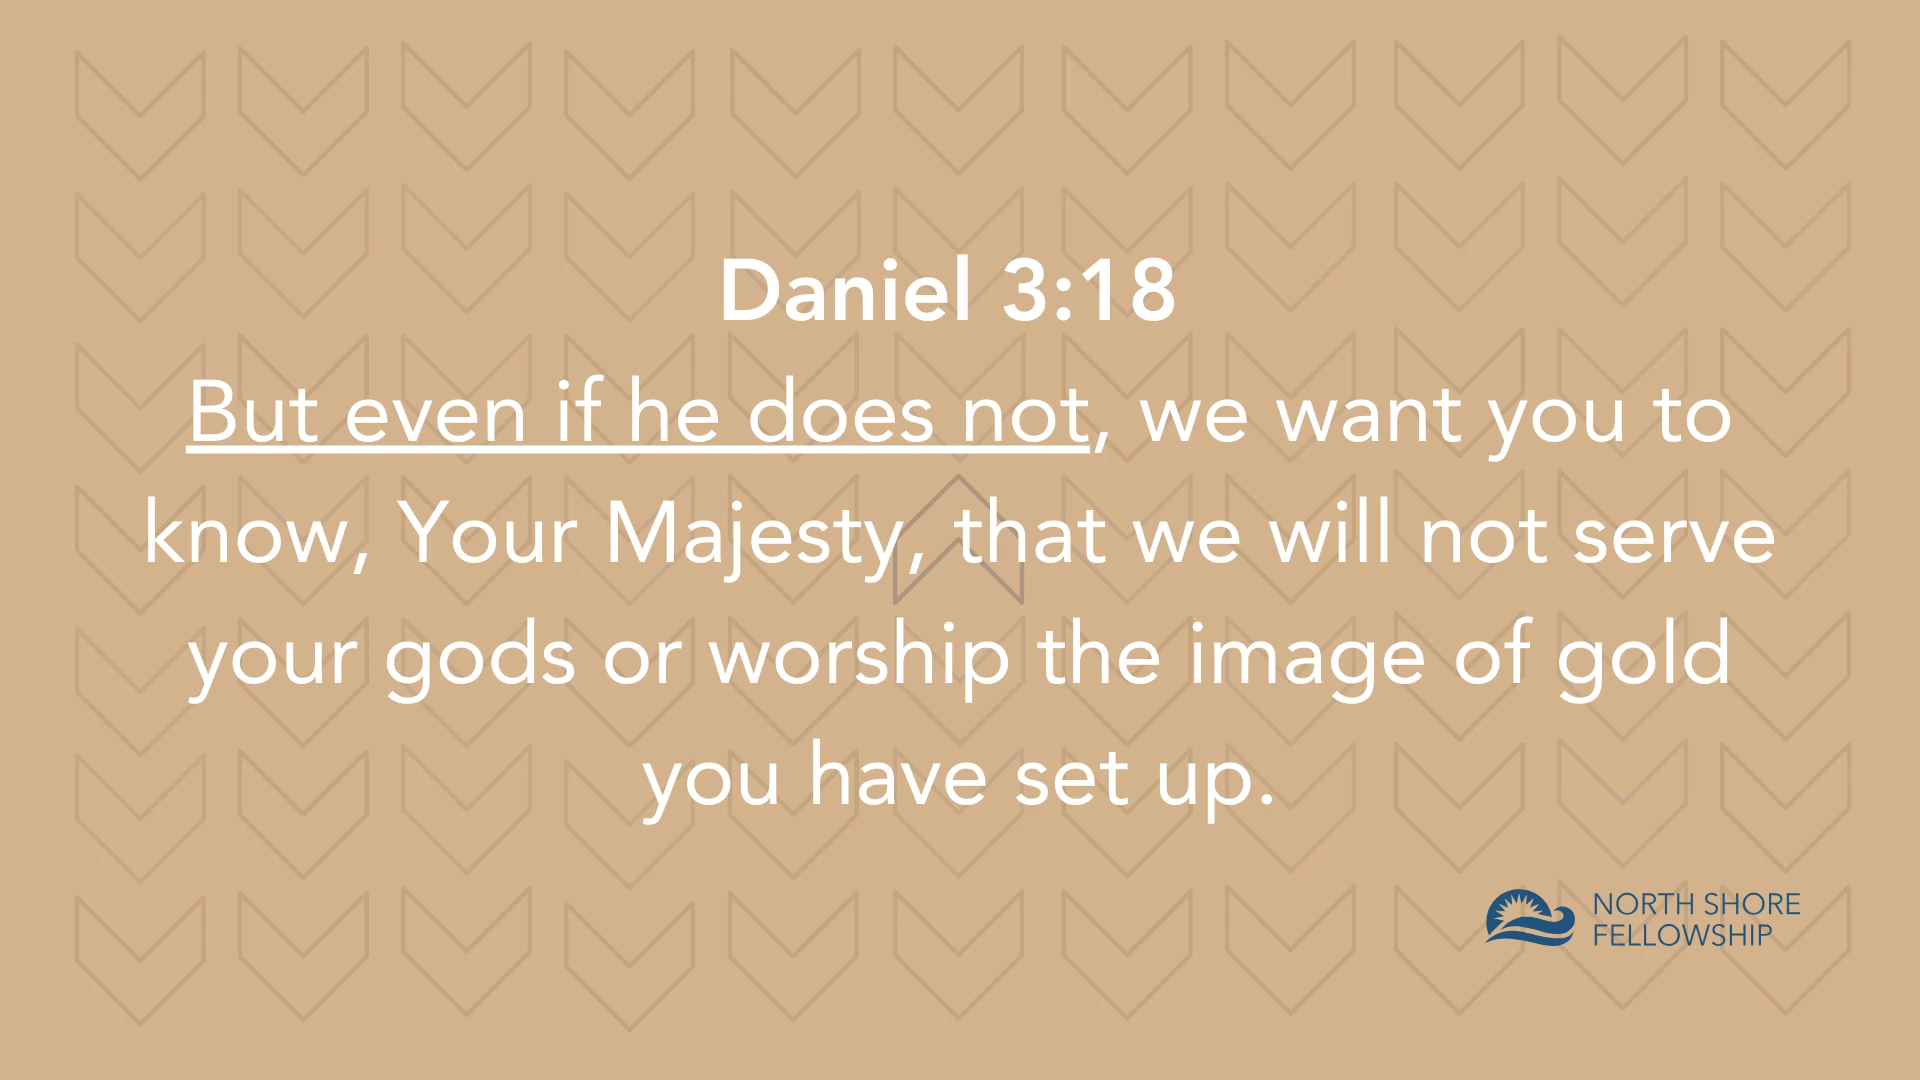 Daniel 3:18
But even if he does not, we want you to
know, Your Majesty, that we will not serve
your gods or worship the image of gold
you have set up.
NORTH SHORE
FELLOWSHIP